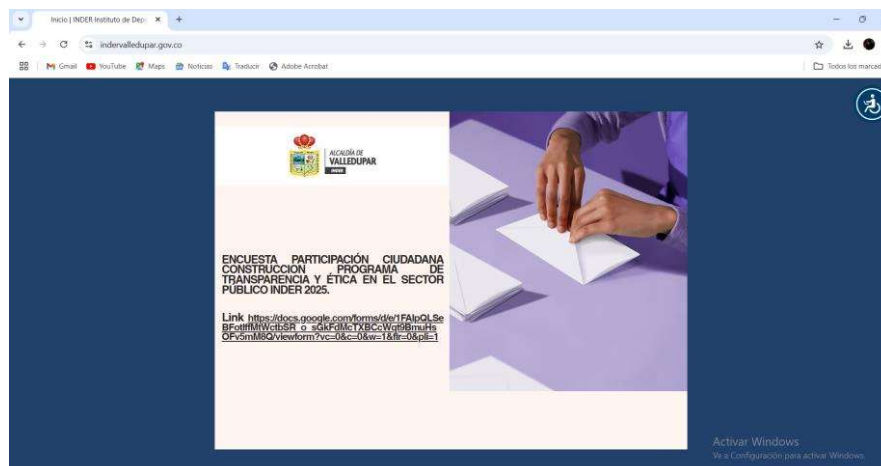 Inicio | INDER Instituto de Dep
indervalledupar.gov.co
Gmail YouTube Maps Noticias Traducir Adobe Acrobat Todos los marcad
ALCALDÍA DE
VALLEDUPAR
INDER
ENCUESTA PARTICIPACIÓN CIUDADANA
CONSTRUCCION PROGRAMA DE
TRANSPARENCIA Y ÉTICA EN EL SECTOR
PÚBLICO INDER 2025.
Link https://docs.google.com/forms/d/e/1FAIpQLSe
BFotlffMtWctbSR_o_sGkFdMcTXBCcWqt9BmuHs
OFv5mM8Q/viewform?vc=0&c=0&w=1&flr=0&pli=1
Activar Windows
Ve a Configuración para activar Windows.